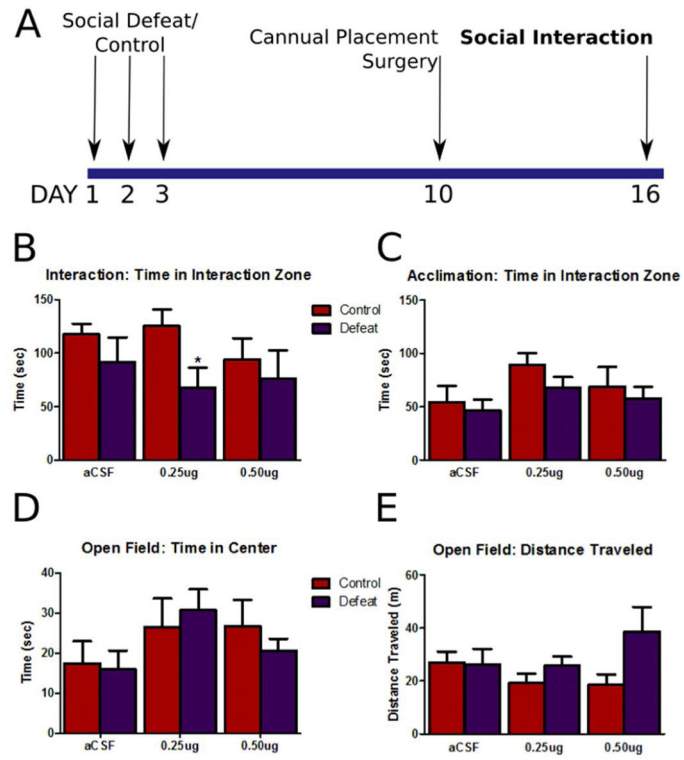 A
Social Defeat/
Control
Cannual Placement
Surgery
Social Interaction
DAY 1 2 3 10 16
B
Interaction: Time in Interaction Zone
150
100
50
0
Time (sec)
*
aCSF 0.25ug 0.50ug
Control
Defeat
C
Acclimation: Time in Interaction Zone
150
100
50
0
Time (sec)
aCSF 0.25ug 0.50ug
D
Open Field: Time in Center
40
30
20
10
0
Time (sec)
aCSF 0.25ug 0.50ug
Control
Defeat
E
Open Field: Distance Traveled
60
40
20
0
Distance Traveled (m)
aCSF 0.25ug 0.50ug